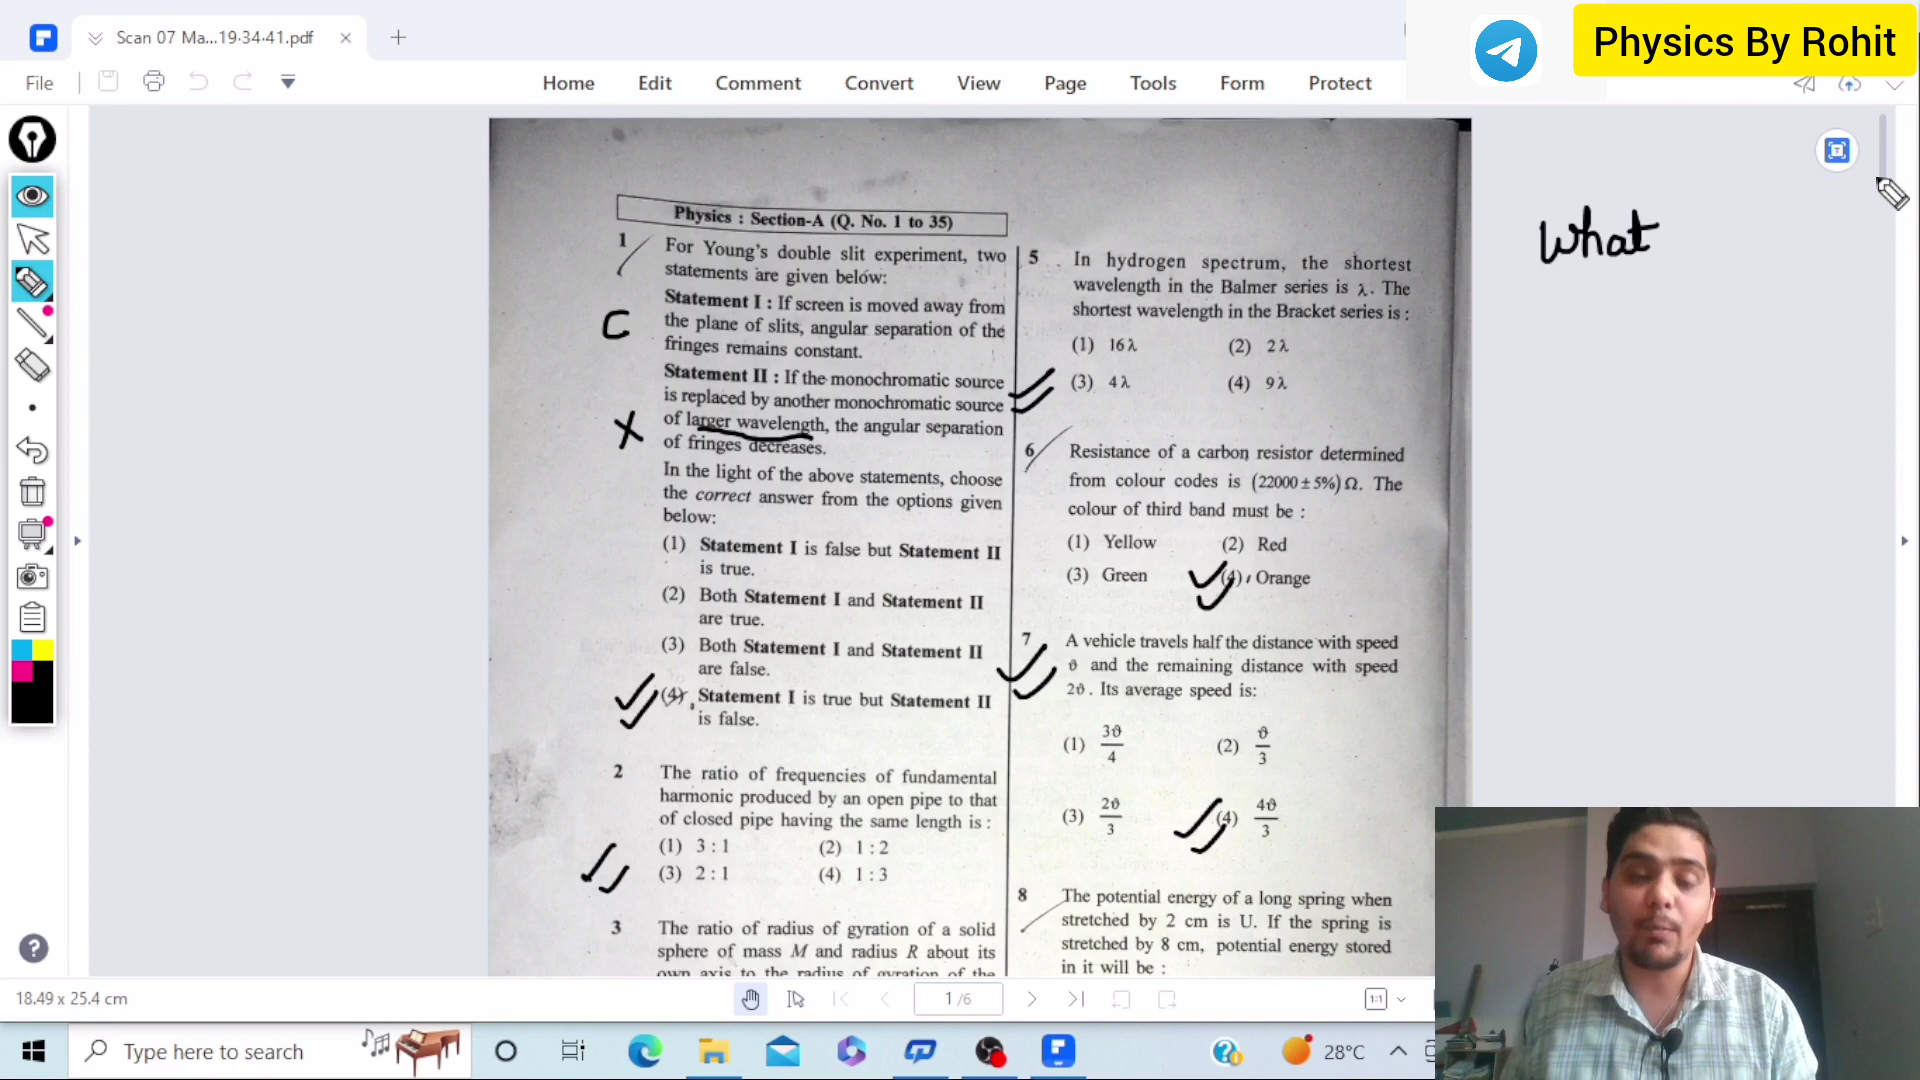 Scan 07 Ma...19·34·41.pdf
Physics By Rohit
File
Home Edit Comment Convert View Page Tools Form Protect
What
Physics : Section-A (Q. No. 1 to 35)
1 For Young's double slit experiment, two
statements are given below:
Statement I : If screen is moved away from
the plane of slits, angular separation of the
fringes remains constant.
C
Statement II : If the monochromatic source
is replaced by another monochromatic source
of larger wavelength, the angular separation
of fringes decreases.
X
In the light of the above statements, choose
the correct answer from the options given
below:
(1) Statement I is false but Statement II
is true.
(2) Both Statement I and Statement II
are true.
(3) Both Statement I and Statement II
are false.
(4) Statement I is true but Statement II
is false.
2 The ratio of frequencies of fundamental
harmonic produced by an open pipe to that
of closed pipe having the same length is :
(1) 3 : 1 (2) 1 : 2
(3) 2 : 1 (4) 1 : 3
3 The ratio of radius of gyration of a solid
sphere of mass M and radius R about its
own axis to the radius of gyration of the
5 In hydrogen spectrum, the shortest
wavelength in the Balmer series is λ. The
shortest wavelength in the Bracket series is :
(1) 16λ (2) 2λ
(3) 4λ (4) 9λ
6 Resistance of a carbon resistor determined
from colour codes is (22000 ± 5%) Ω. The
colour of third band must be :
(1) Yellow (2) Red
(3) Green (4) Orange
7 A vehicle travels half the distance with speed
ϑ and the remaining distance with speed
2ϑ. Its average speed is:
(1) 3ϑ/4 (2) ϑ/3
(3) 2ϑ/3 (4) 4ϑ/3
8 The potential energy of a long spring when
stretched by 2 cm is U. If the spring is
stretched by 8 cm, potential energy stored
in it will be :
18.49 x 25.4 cm
1 /6
1:1
Type here to search
28°C